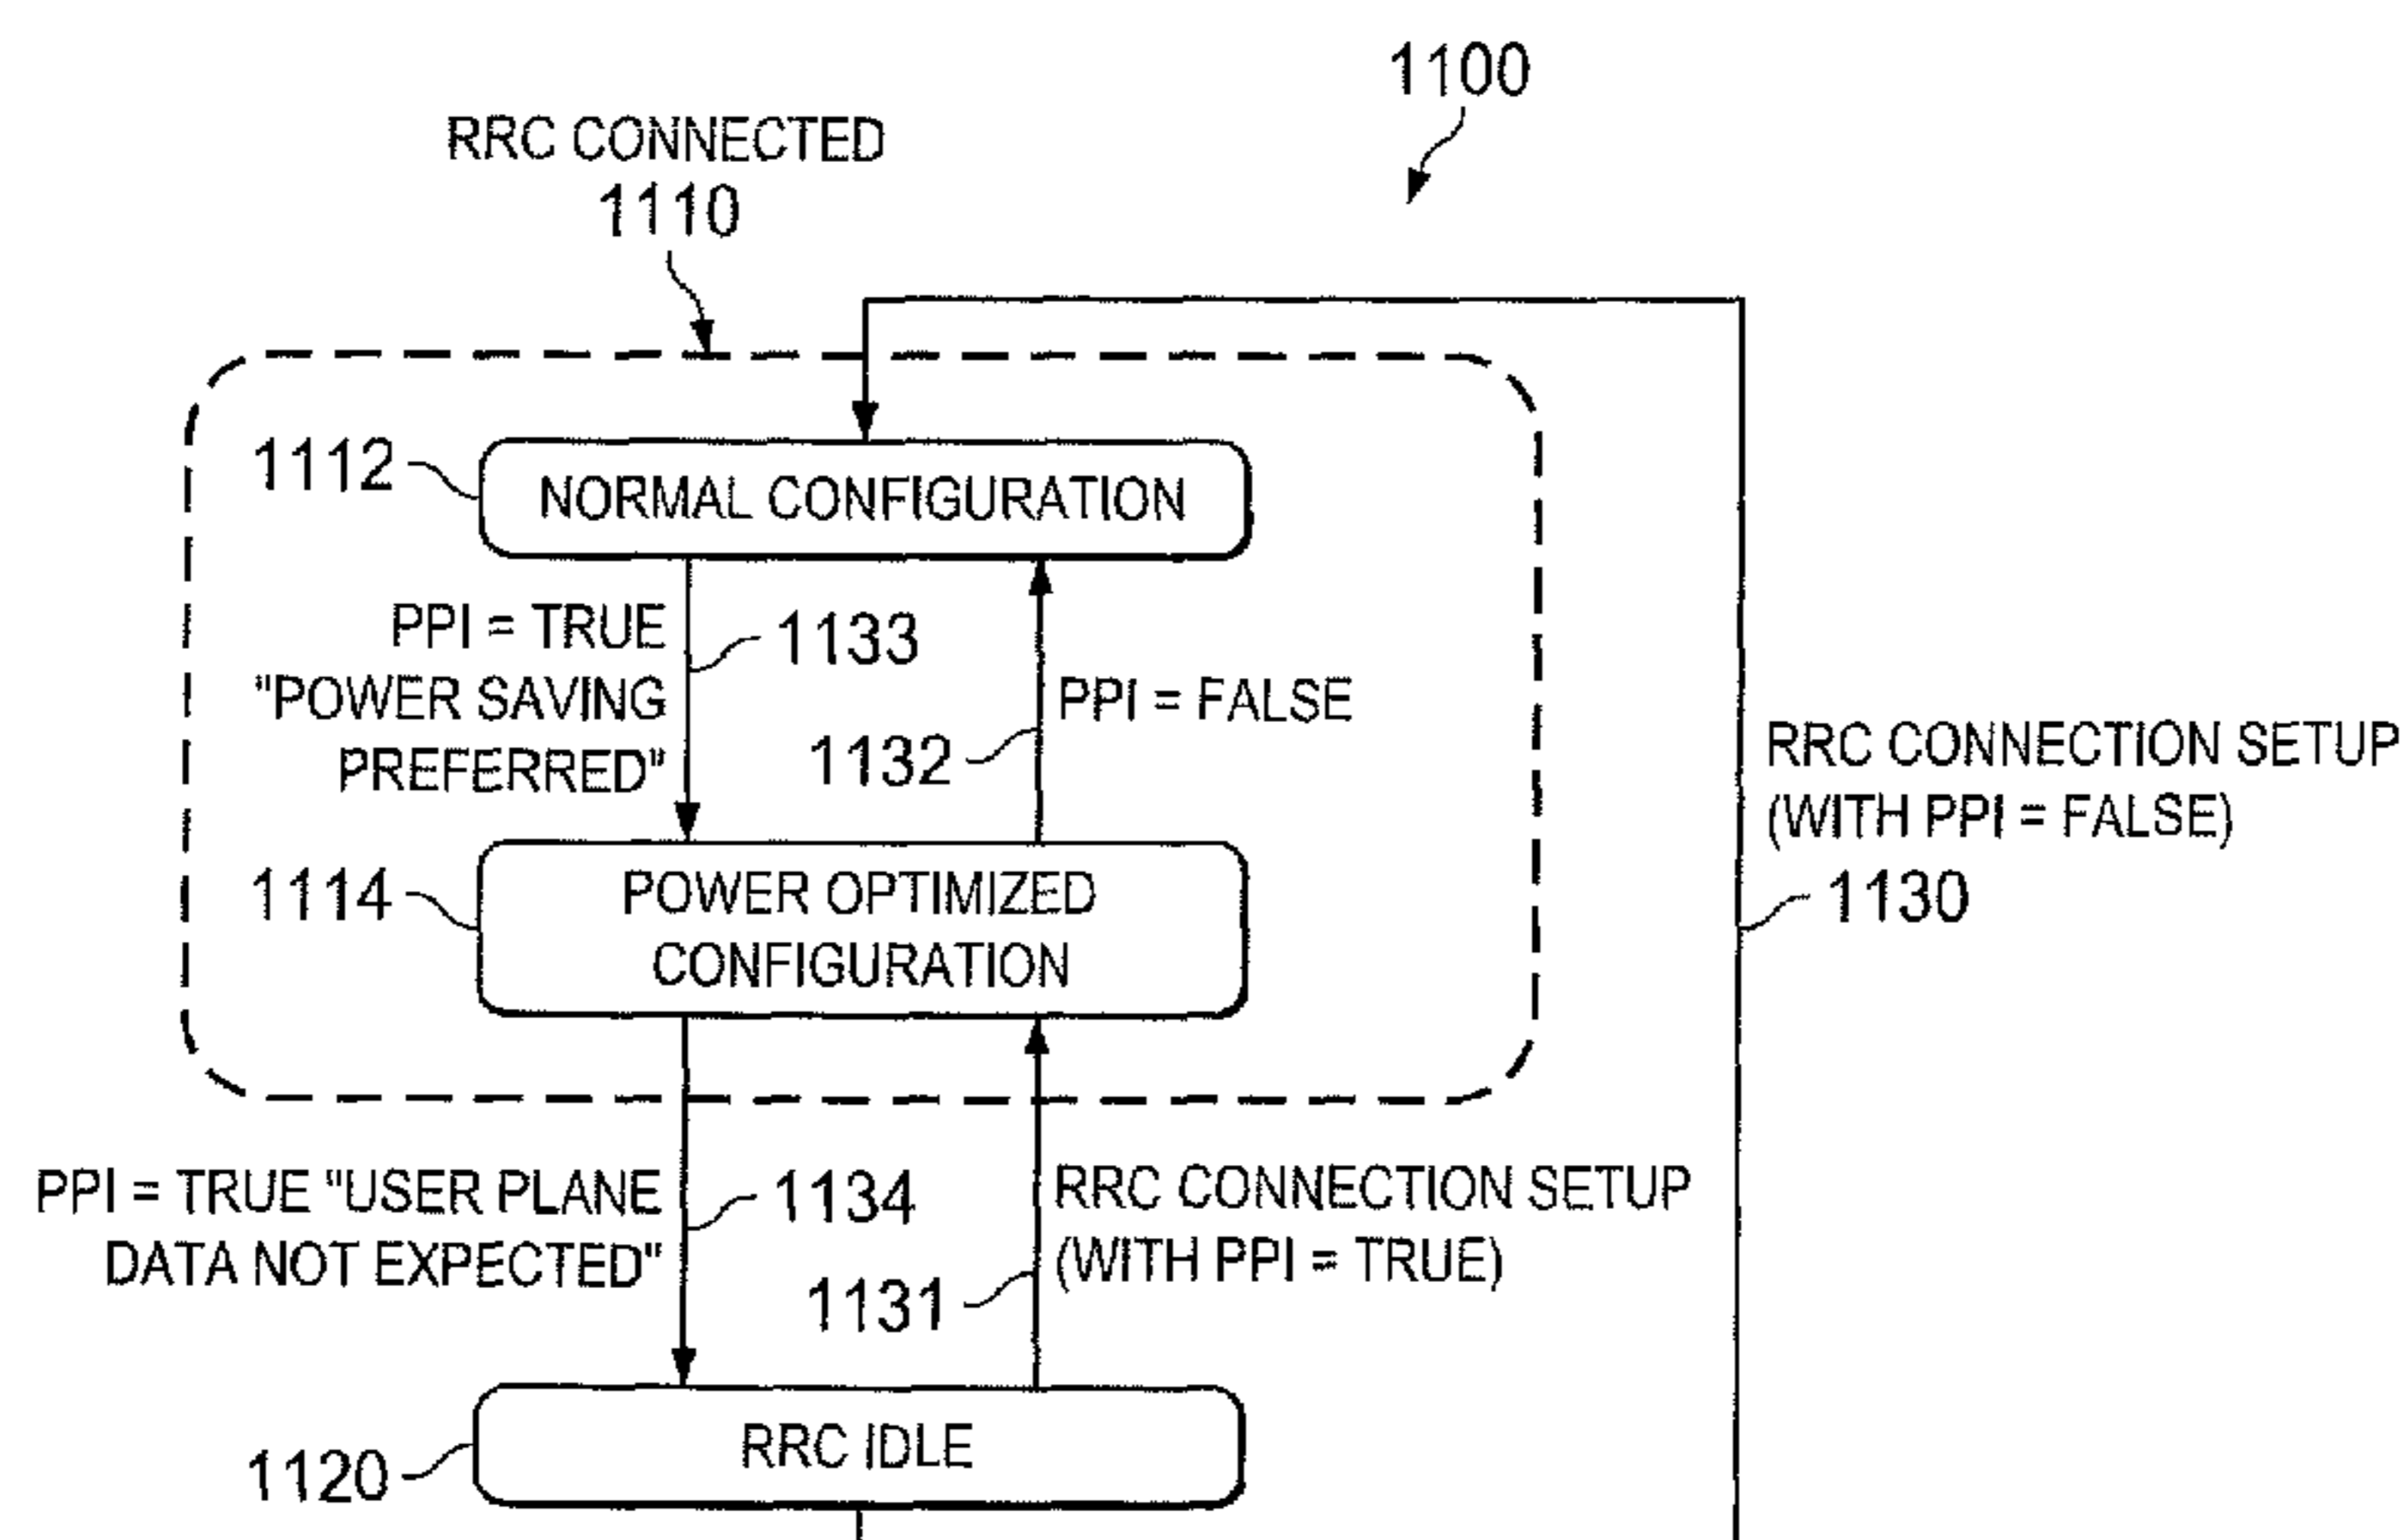 1100
RRC CONNECTED
1110
1112
NORMAL CONFIGURATION
PPI = TRUE
"POWER SAVING
PREFERRED"
1133
PPI = FALSE
1132
RRC CONNECTION SETUP
(WITH PPI = FALSE)
1130
1114
POWER OPTIMIZED
CONFIGURATION
PPI = TRUE "USER PLANE
DATA NOT EXPECTED"
1134
RRC CONNECTION SETUP
(WITH PPI = TRUE)
1131
RRC IDLE
1120